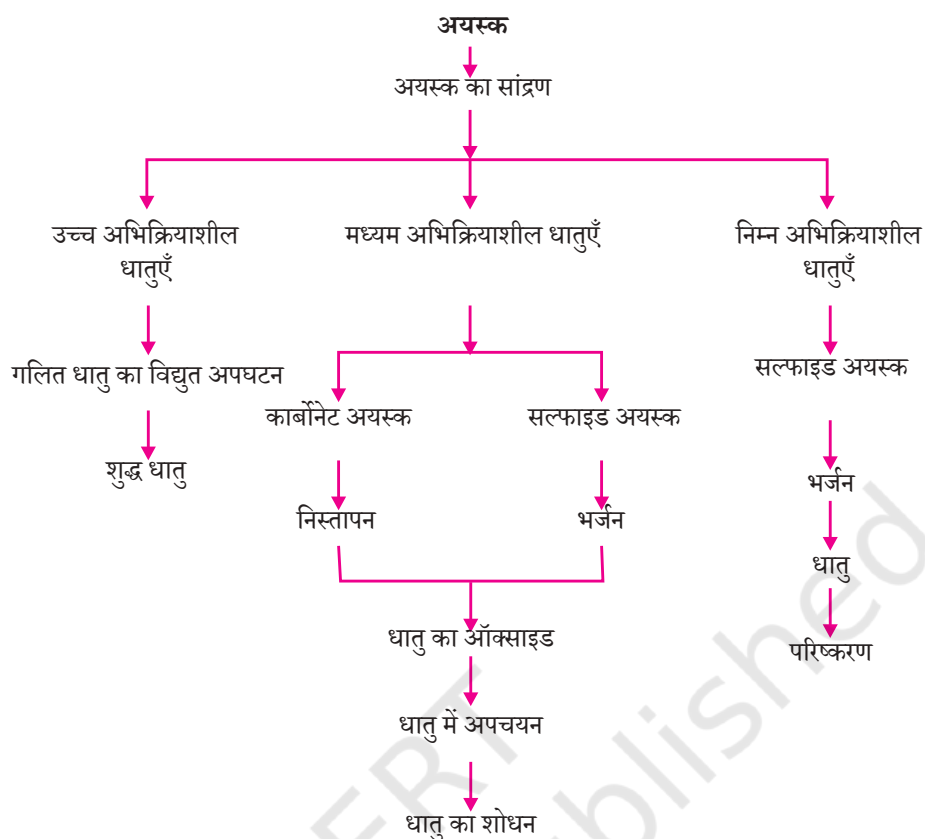 अयस्क
अयस्क का सांद्रण
उच्च अभिक्रियाशील
धातुएँ
मध्यम अभिक्रियाशील धातुएँ
निम्न अभिक्रियाशील
धातुएँ
गलित धातु का विद्युत अपघटन
शुद्ध धातु
कार्बोनेट अयस्क
सल्फाइड अयस्क
निस्तापन
भर्जन
धातु का ऑक्साइड
धातु में अपचयन
धातु का शोधन
सल्फाइड अयस्क
भर्जन
धातु
परिष्करण